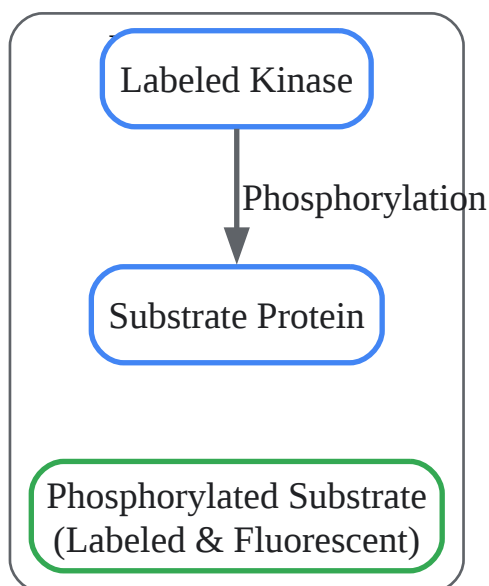 Labeled Kinase
Phosphorylation
Substrate Protein
Phosphorylated Substrate
(Labeled & Fluorescent)